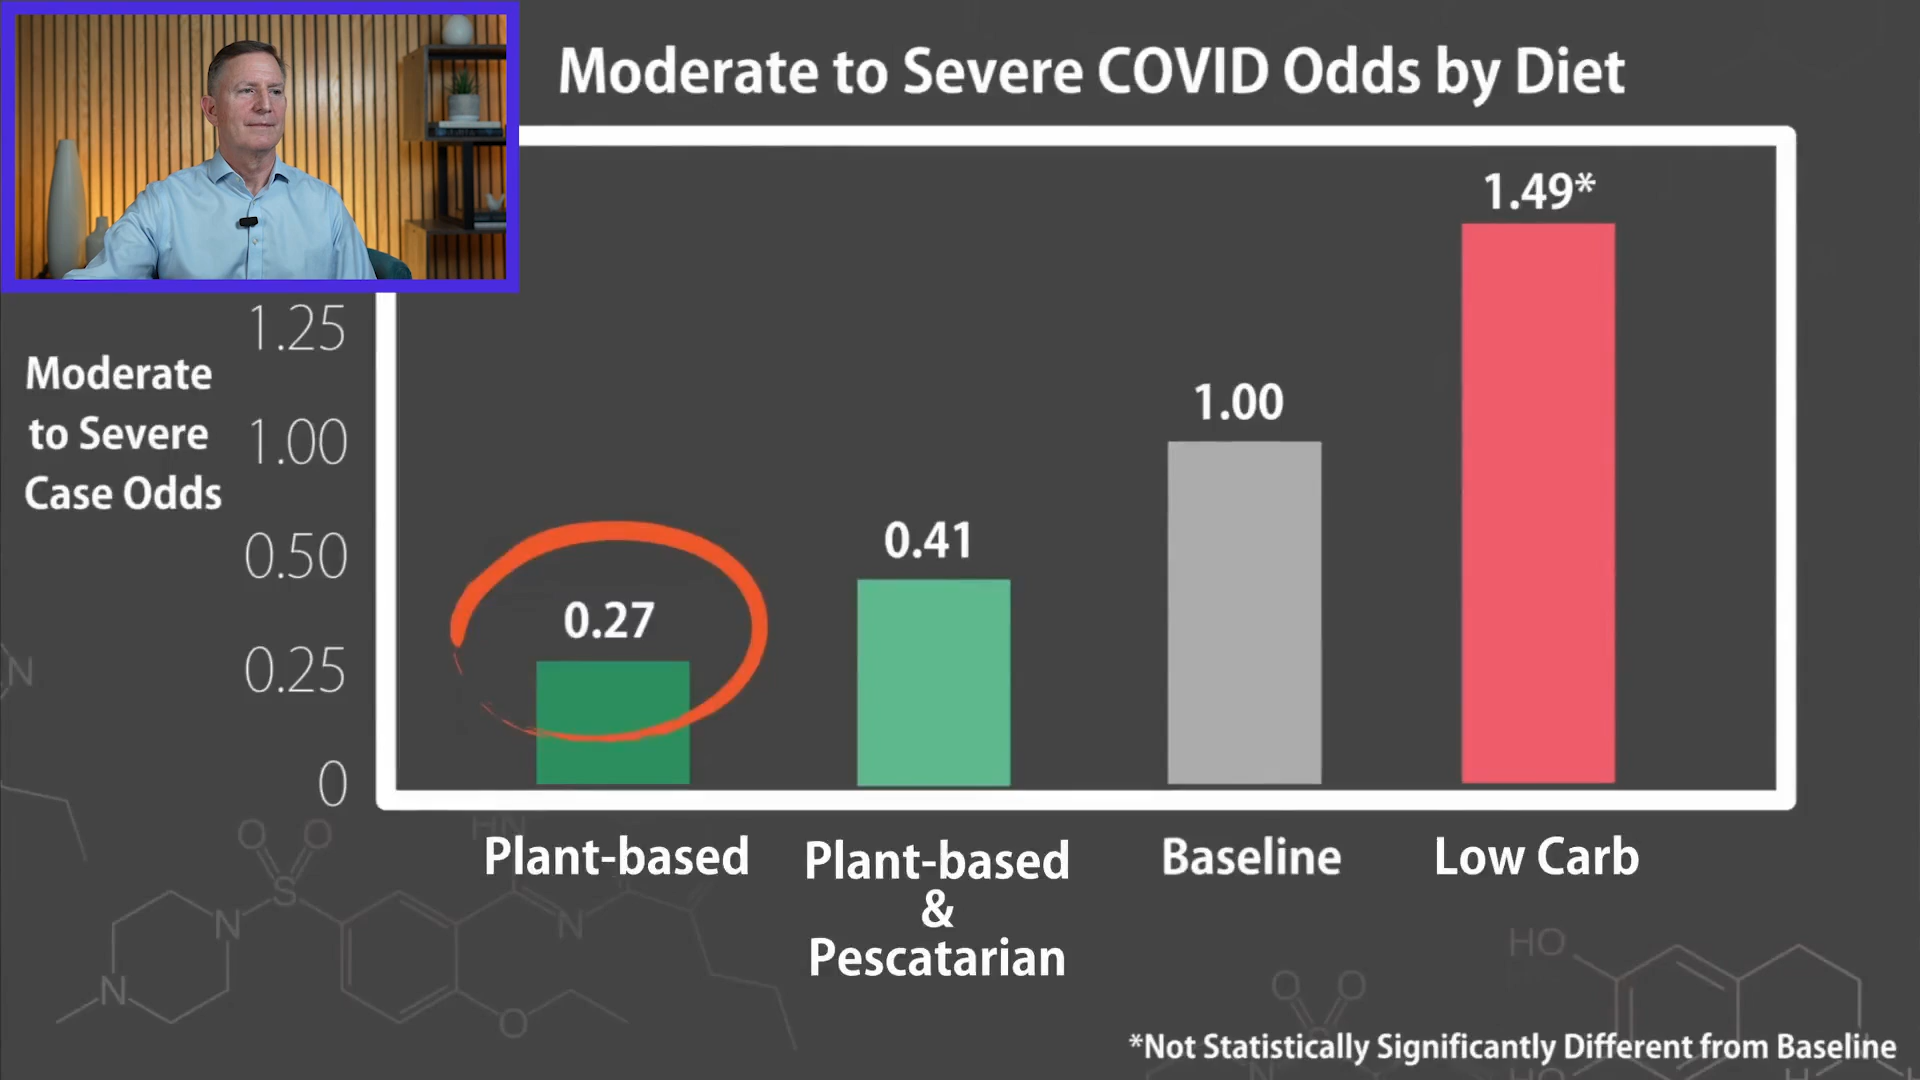 Moderate to Severe COVID Odds by Diet
1.49*
1.25
Moderate
to Severe
Case Odds
1.00
1.00
0.50
0.41
0.27
0.25
0
Plant-based
Plant-based
&
Pescatarian
Baseline
Low Carb
*Not Statistically Significantly Different from Baseline
N
O
O
S
N
N
HN
N
O
HO
O
O